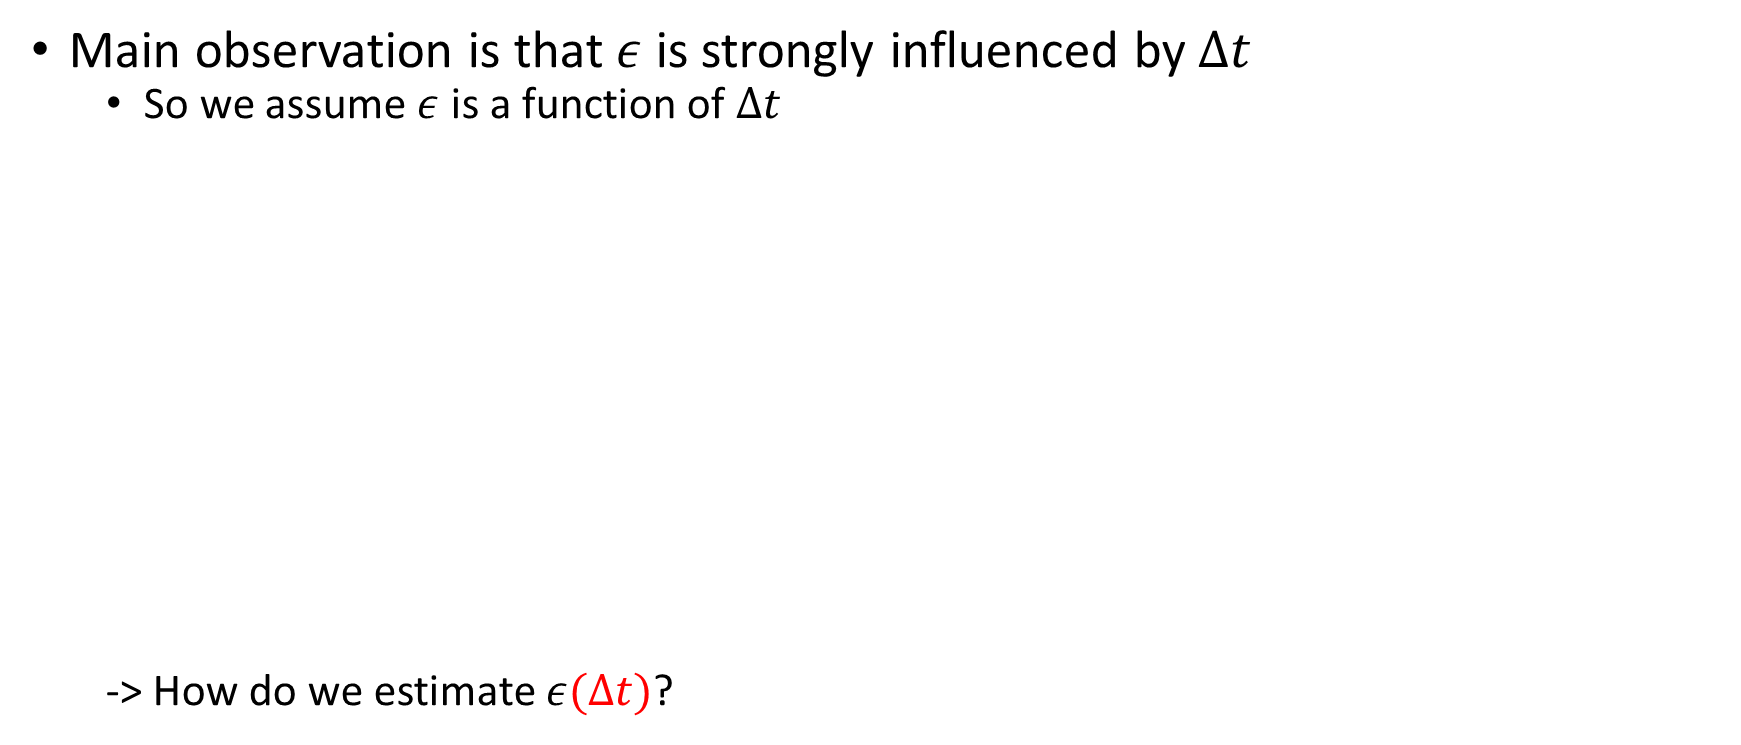 • Main observation is that ϵ is strongly influenced by Δt
• So we assume ϵ is a function of Δt
-> How do we estimate ϵ(Δt)?